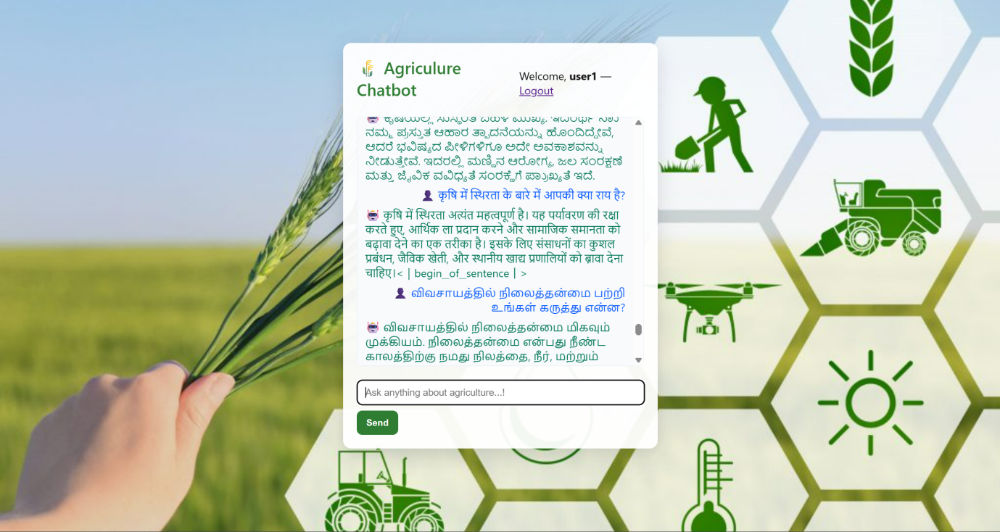 Agriculure
Chatbot
Welcome, user1 —
Logout
ನಮ್ಮ ಪ್ರಸ್ತುತ ಆಹಾರ ತ್ಪಾದನೆಯನ್ನು ಹೊಂದಿದ್ದೇವೆ,
ಆದರೆ ಭವಿಷ್ಯದ ಪೀಳಿಗಳಿಗೂ ಅದೇ ಅವಕಾಶವನ್ನು
ನೀಡುತ್ತೇವೆ. ಇದರಲ್ಲಿ ಮಣ್ಣಿನ ಆರೋಗ್ಯ, ಜಲ ಸಂರಕ್ಷಣೆ
ಮತ್ತು ಜೈವಿಕ ವವಿಧ್ಯತೆ ಸಂರಕ್ಷಣೆಗೆ ಪ್ರಾಖ್ಯತೆ ಇದೆ.
कृषि में स्थिरता के बारे में आपकी क्या राय है?
कृषि में स्थिरता अत्यंत महत्वपूर्ण है। यह पर्यावरण की रक्षा
करते हुए, आर्थिक ला प्रदान करने और सामाजिक समानता को
बढ़ावा देने का एक तरीका है। इसके लिए संसाधनों का कुशल
प्रबंधन, जैविक खेती, और स्थानीय खाद्य प्रणालियों को ब़ावा देना
चाहिए।< | begin_of_sentence | >
விவசாயத்தில் நிலைத்தன்மை பற்றி
உங்கள் கருத்து என்ன?
விவசாயத்தில் நிலைத்தன்மை மிகவும்
முக்கியம். நிலைத்தன்மை என்பது நீண்ட
காலத்திற்கு நமது நிலத்தை, நீர், மற்றும்
Ask anything about agriculture...!
Send